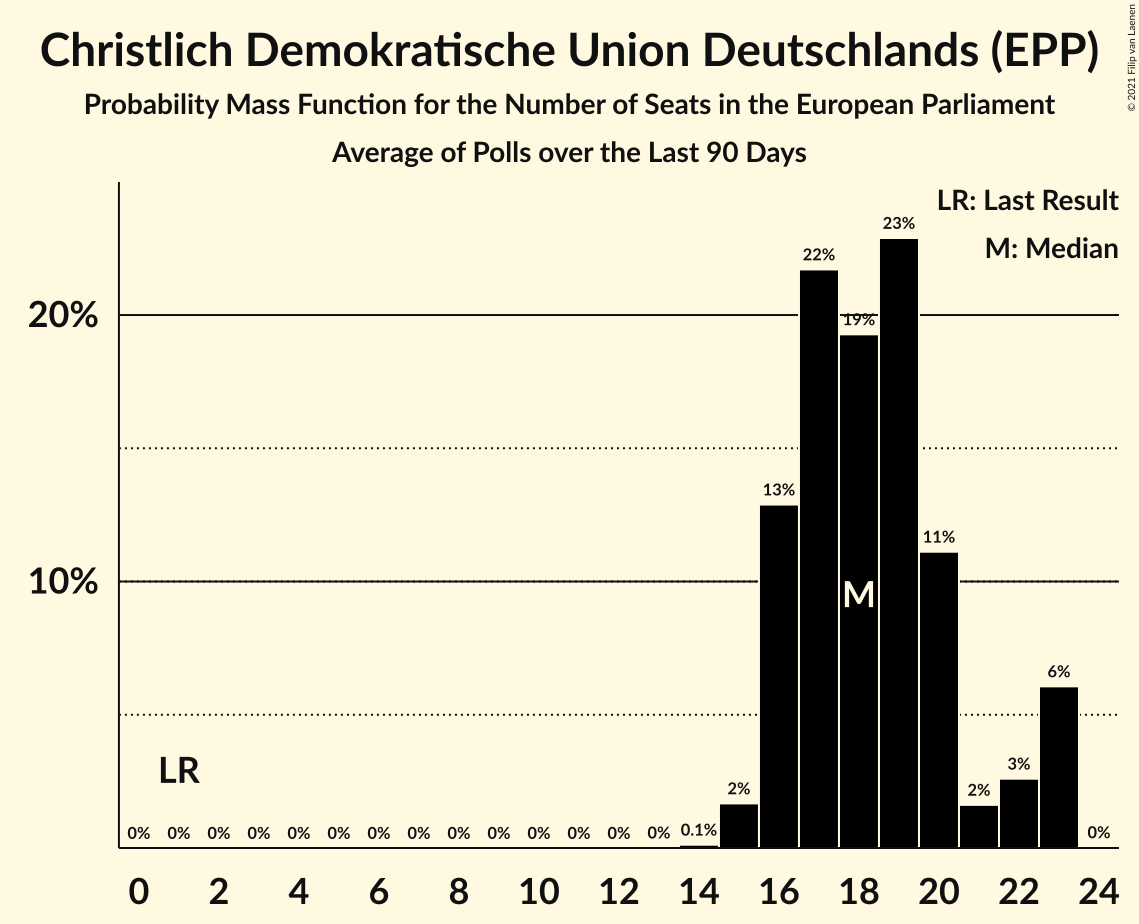 Christlich Demokratische Union Deutschlands (EPP)
Probability Mass Function for the Number of Seats in the European Parliament
Average of Polls over the Last 90 Days
© 2021 Filip van Laenen
LR: Last Result
M: Median
23%
22%
19%
20%
13%
11%
10%
M
6%
LR
3%
2%
2%
0% 0% 0% 0% 0% 0% 0% 0% 0% 0% 0% 0% 0% 0% 0.1% 0%
0 2 4 6 8 10 12 14 16 18 20 22 24